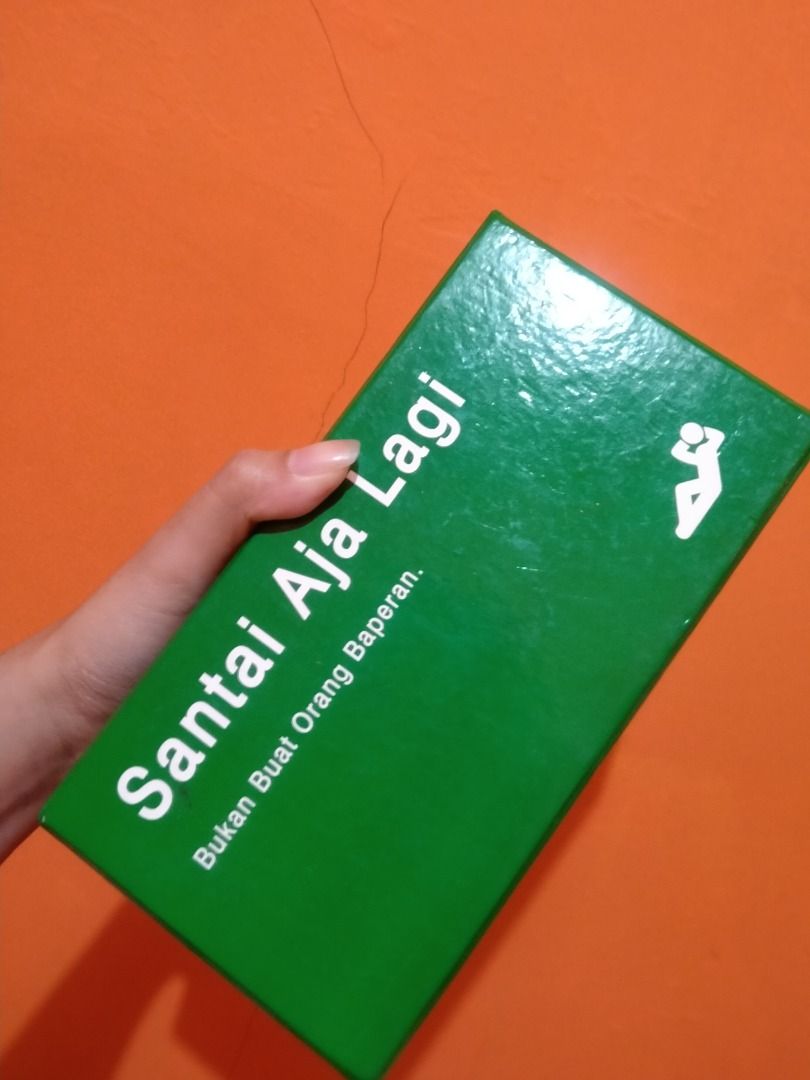 Santai Aja Lagi
Bukan Buat Orang Baperan.